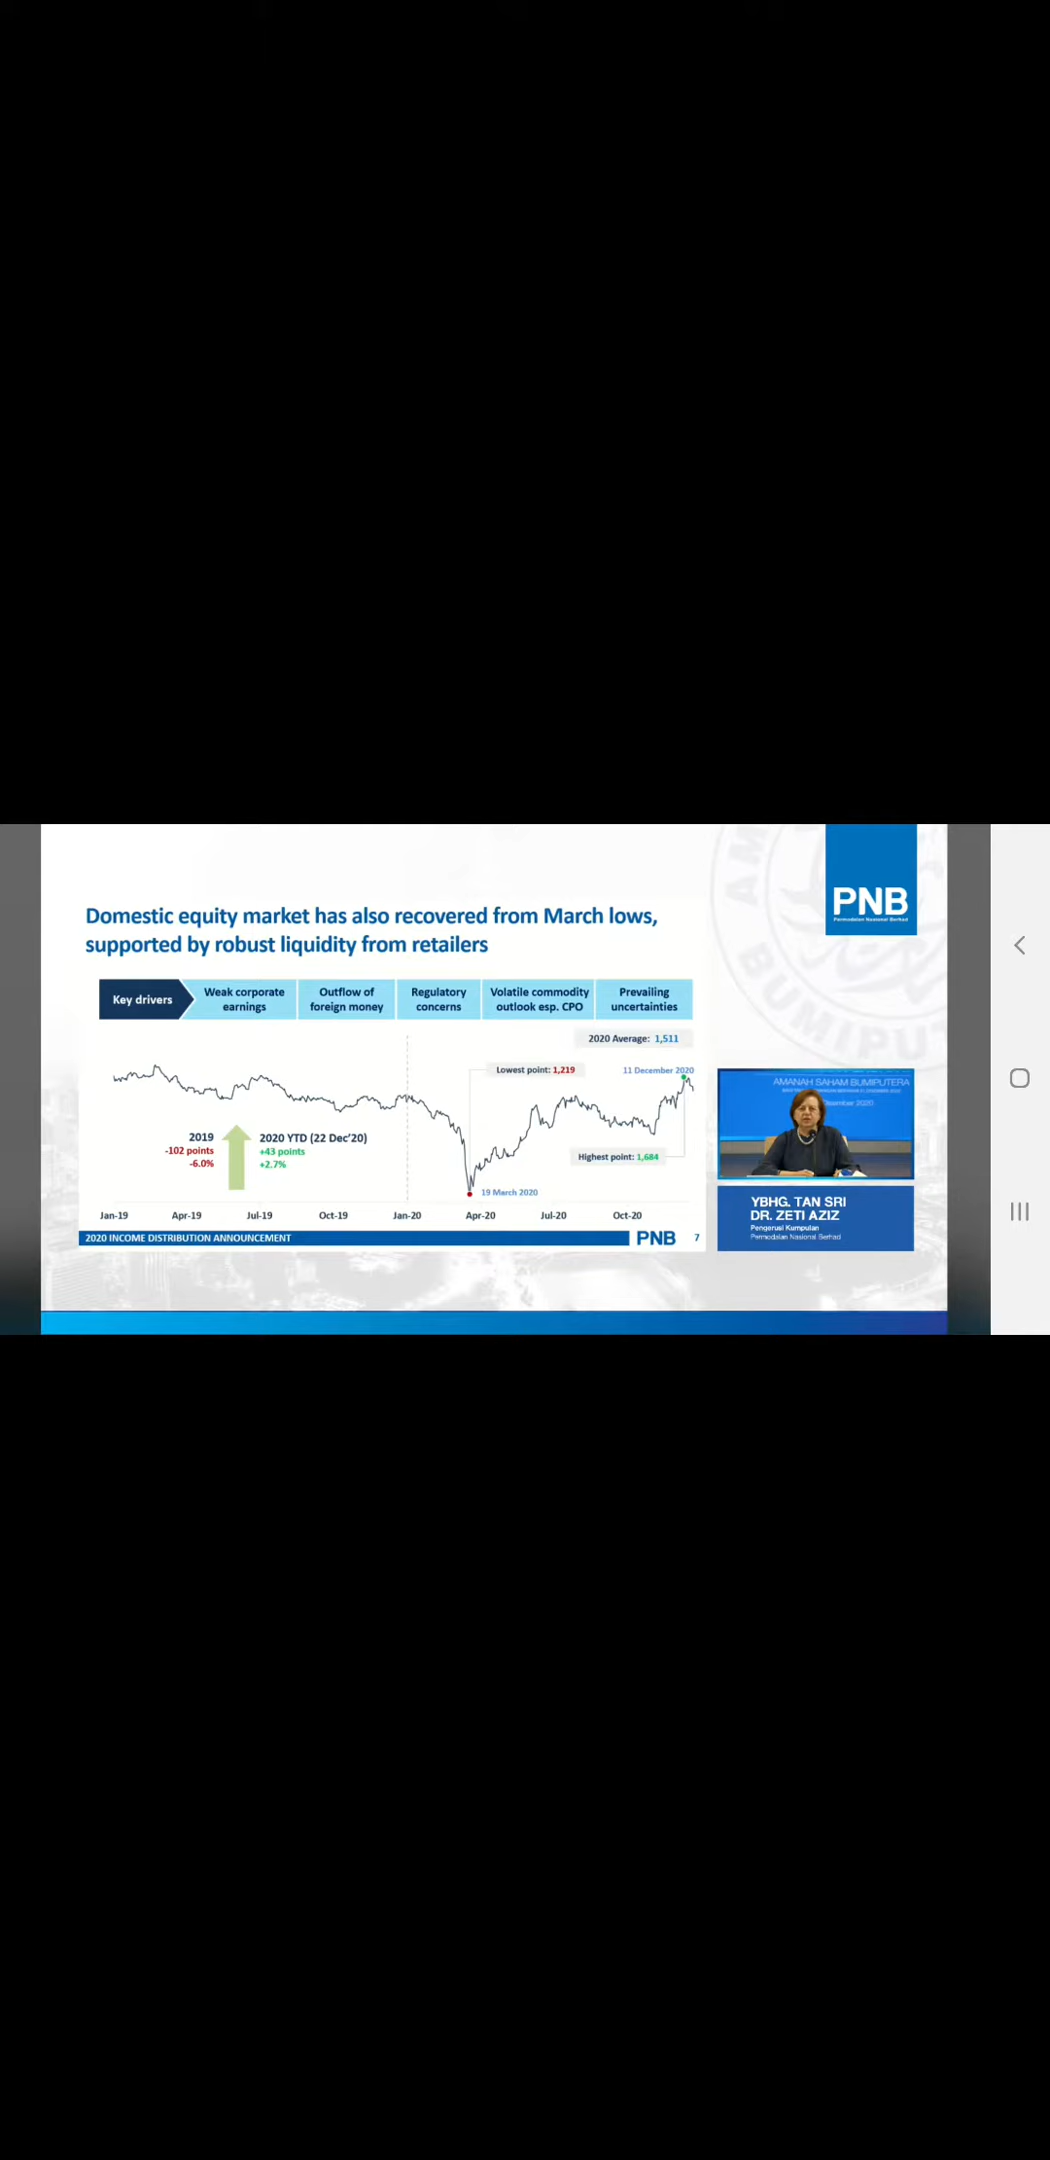 PNB
Permodalan Nasional Berhad
AM
BUMIPUT
Domestic equity market has also recovered from March lows,
supported by robust liquidity from retailers
Key drivers
Weak corporate
earnings
Outflow of
foreign money
Regulatory
concerns
Volatile commodity
outlook esp. CPO
Prevailing
uncertainties
2020 Average: 1,511
Lowest point: 1,219
11 December 2020
2019
-102 points
-6.0%
2020 YTD (22 Dec'20)
+43 points
+2.7%
Highest point: 1,684
19 March 2020
Jan-19
Apr-19
Jul-19
Oct-19
Jan-20
Apr-20
Jul-20
Oct-20
2020 INCOME DISTRIBUTION ANNOUNCEMENT
PNB
7
AMANAH SAHAM BUMIPUTERA
2020
YBHG. TAN SRI
DR. ZETI AZIZ
Pengerusi Kumpulan
Permodalan Nasional Berhad